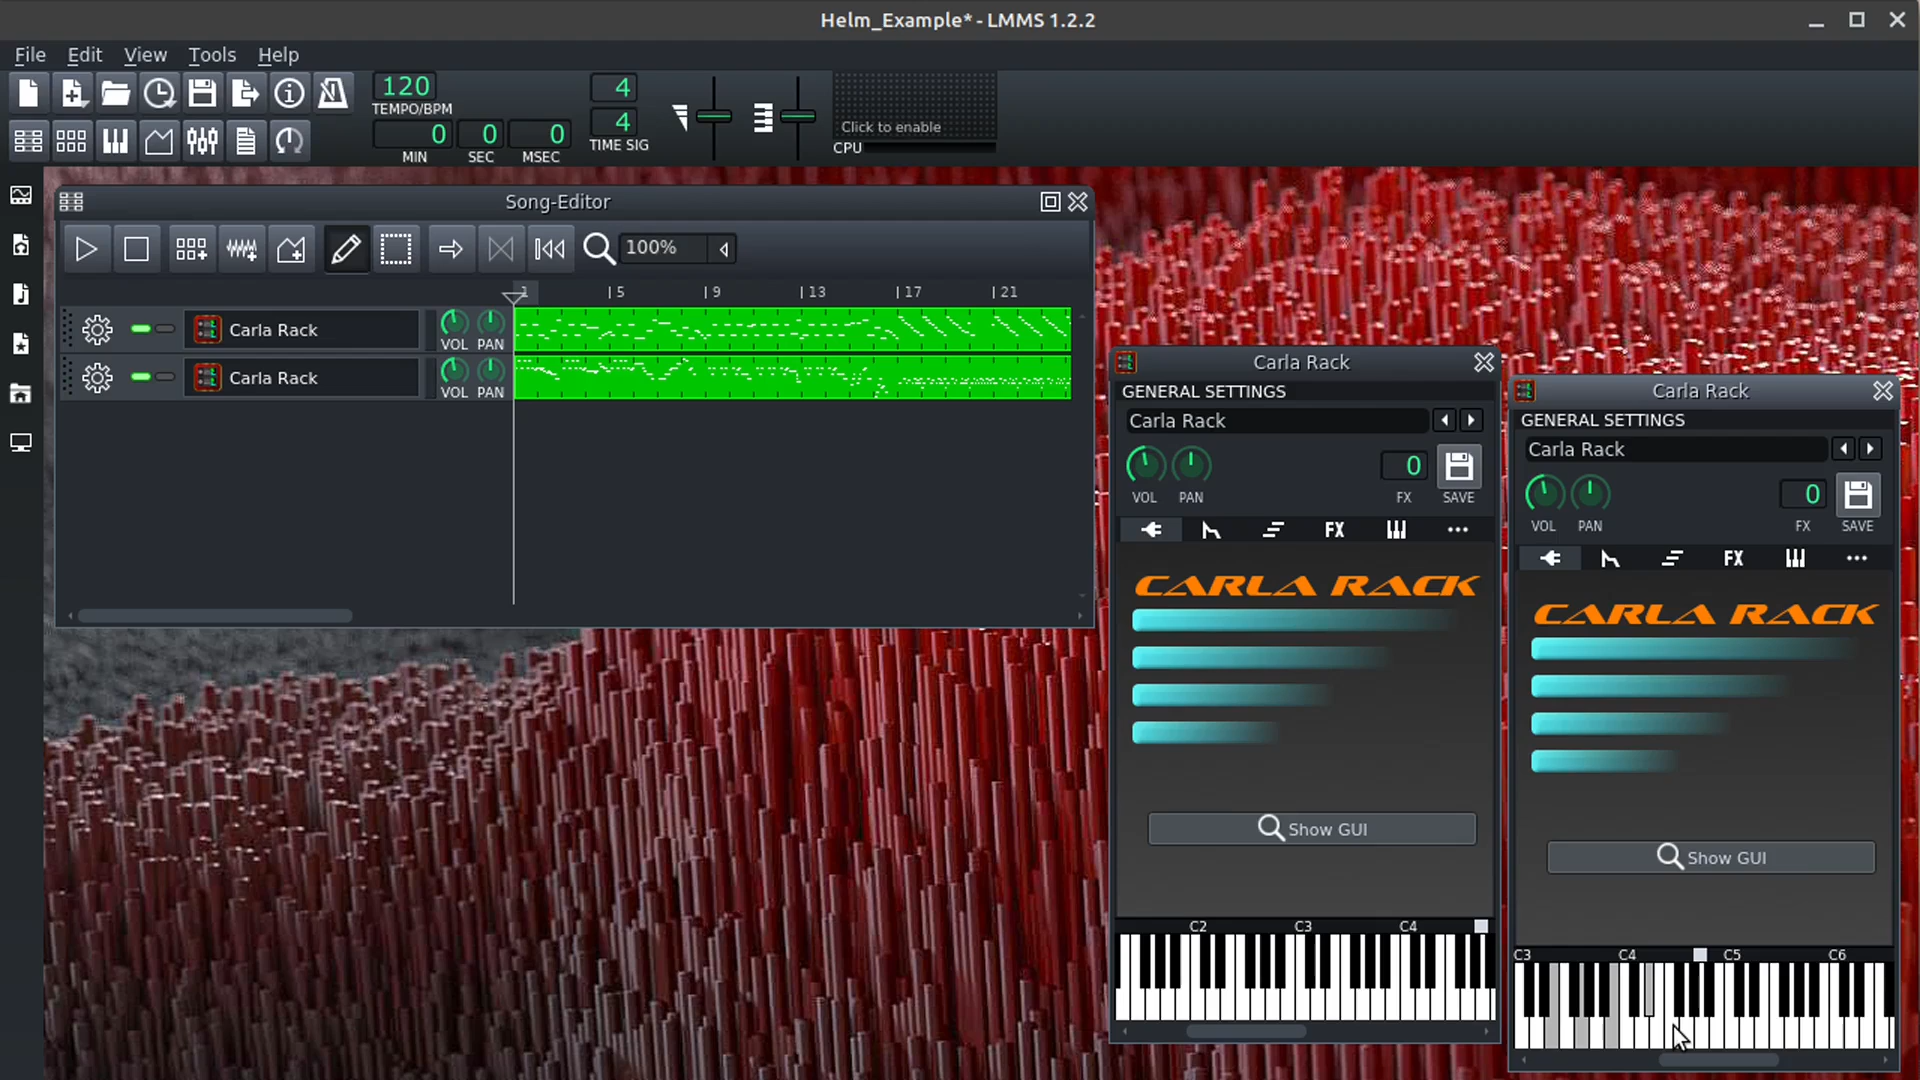 Helm_Example* - LMMS 1.2.2
File Edit View Tools Help
120
TEMPO/BPM
0 0 0
MIN SEC MSEC
4
4
TIME SIG
Click to enable
CPU
Song-Editor
100%
1 |5 |9 |13 |17 |21
Carla Rack
VOL PAN
Carla Rack
VOL PAN
Carla Rack
GENERAL SETTINGS
Carla Rack
0
VOL PAN FX SAVE
FX
CARLA RACK
Show GUI
C2 C3 C4
Carla Rack
GENERAL SETTINGS
Carla Rack
0
VOL PAN FX SAVE
FX
CARLA RACK
Show GUI
C3 C4 C5 C6